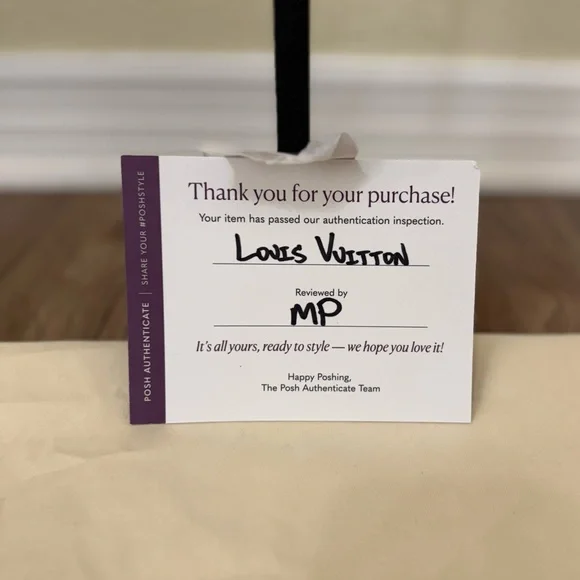 Thank you for your purchase!
Your item has passed our authentication inspection.
Louis Vuitton
Reviewed by
MP
It's all yours, ready to style — we hope you love it!
Happy Poshing,
The Posh Authenticate Team
POSH AUTHENTICATE | SHARE YOUR #POSHSTYLE